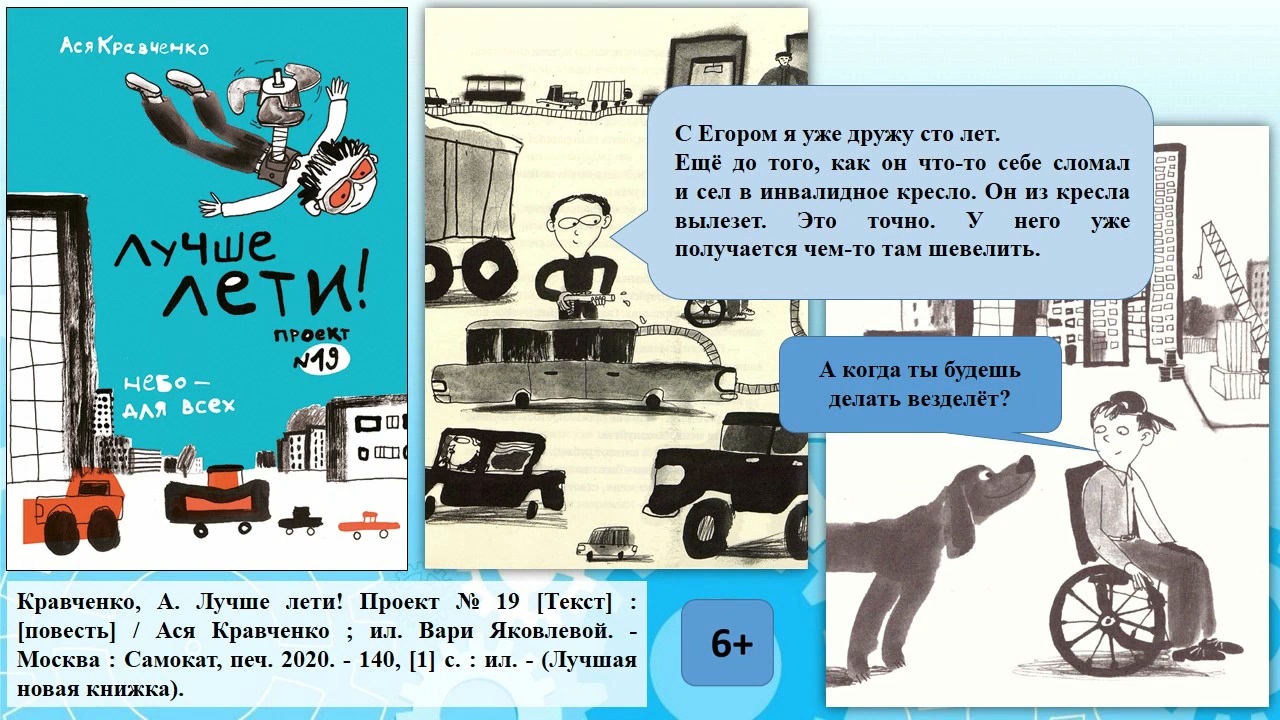 Ася Кравченко
лучше
лети!
проект
№19
небо –
для всех
С Егором я уже дружу сто лет.
Ещё до того, как он что-то себе сломал
и сел в инвалидное кресло. Он из кресла
вылезет. Это точно. У него уже
получается чем-то там шевелить.
А когда ты будешь
делать везделёт?
Кравченко, А. Лучше лети! Проект № 19 [Текст] :
[повесть] / Ася Кравченко ; ил. Вари Яковлевой. -
Москва : Самокат, печ. 2020. - 140, [1] с. : ил. - (Лучшая
новая книжка).
6+